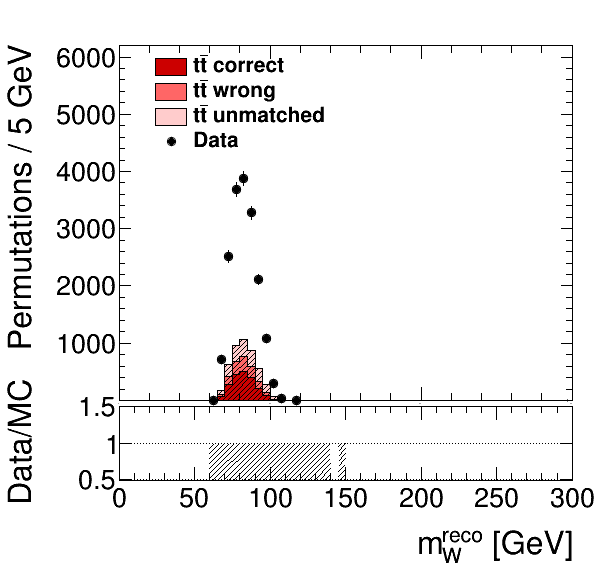 Permutations / 5 GeV
6000
5000
4000
3000
2000
1000
tt̄ correct
tt̄ wrong
tt̄ unmatched
Data
Data/MC
1.5
1
0.5
0 50 100 150 200 250 300
m_W^reco [GeV]